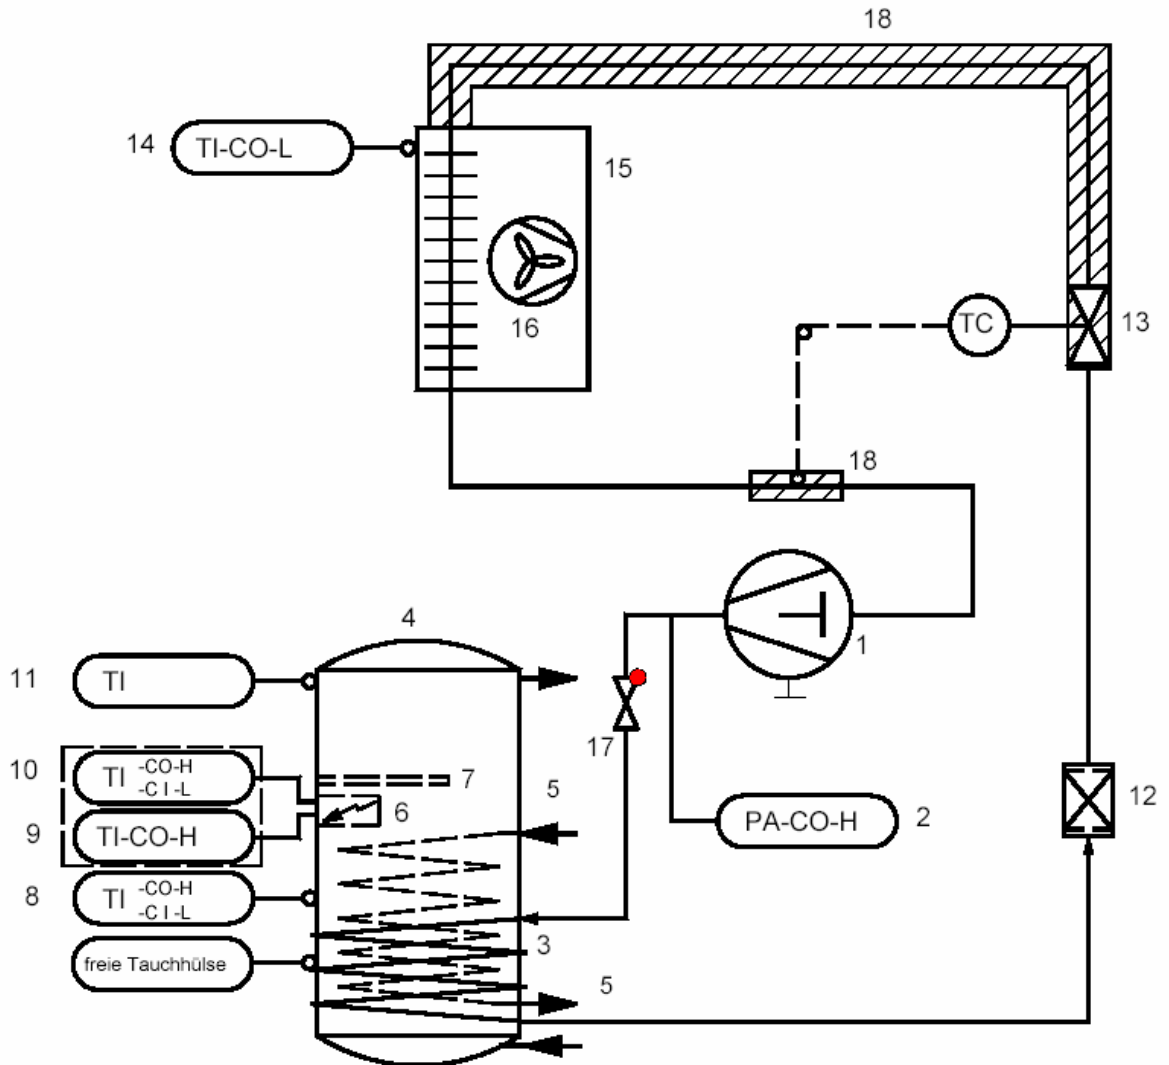 18
14
TI-CO-L
15
16
TC
13
18
1
4
11
TI
17
10
TI -CO-H
-C I -L
7
5
6
9
TI-CO-H
PA-CO-H
2
12
8
TI -CO-H
-C I -L
3
freie Tauchhülse
5